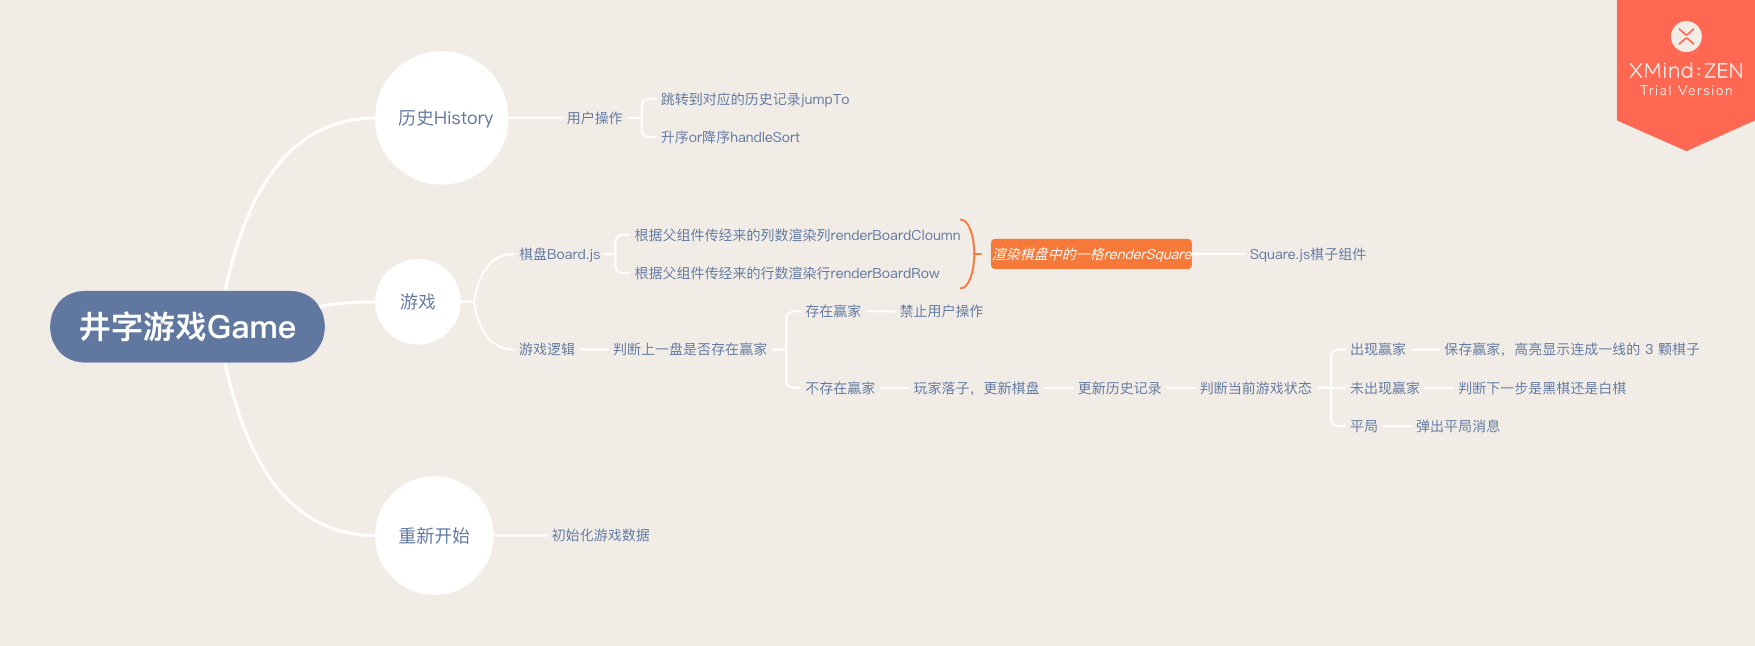 XMind:ZEN
Trial Version
井字游戏Game
历史History
用户操作
跳转到对应的历史记录jumpTo
升序or降序handleSort
游戏
棋盘Board.js
根据父组件传经来的列数渲染列renderBoardCloumn
根据父组件传经来的行数渲染行renderBoardRow
渲染棋盘中的一格renderSquare
Square.js棋子组件
游戏逻辑
判断上一盘是否存在赢家
存在赢家
禁止用户操作
不存在赢家
玩家落子，更新棋盘
更新历史记录
判断当前游戏状态
出现赢家
保存赢家，高亮显示连成一线的 3 颗棋子
未出现赢家
判断下一步是黑棋还是白棋
平局
弹出平局消息
重新开始
初始化游戏数据